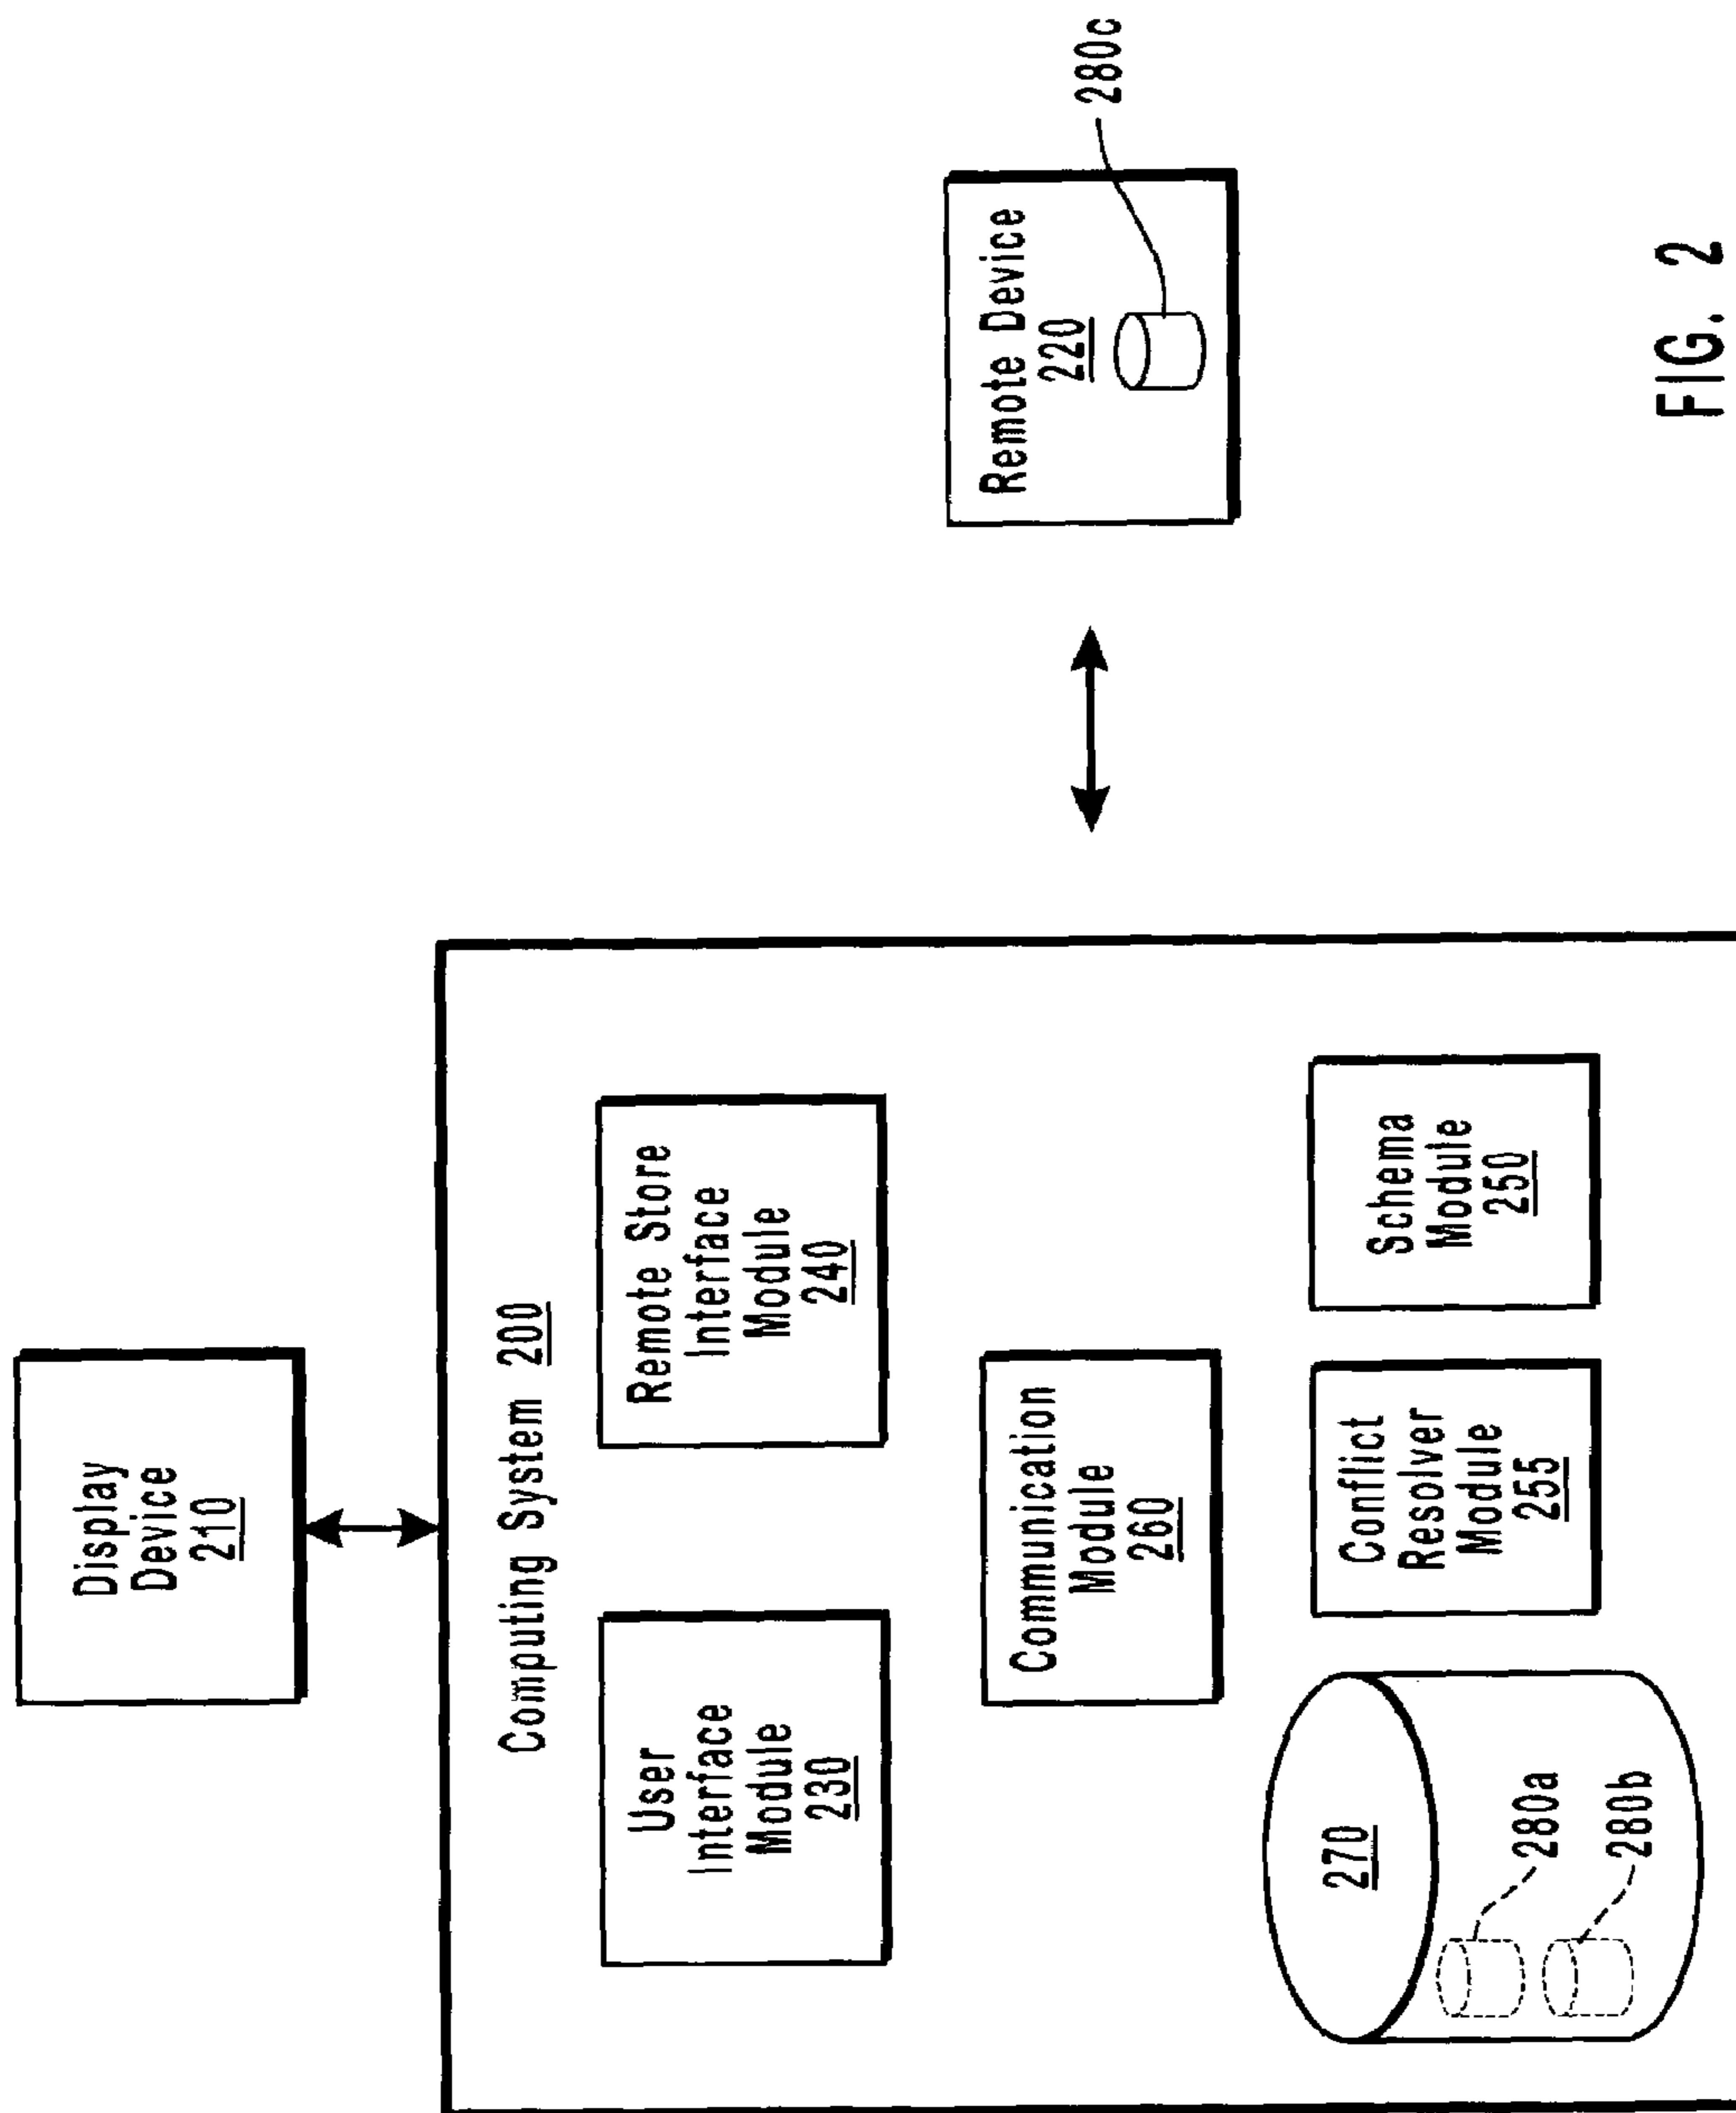 Display
Device
210
Computing System 200
User
Interface
Module
230
Remote Store
Interface
Module
240
Communication
Module
260
270
280a
280b
Conflict
Resolver
Module
255
Schema
Module
250
Remote Device
220
280c
FIG. 2